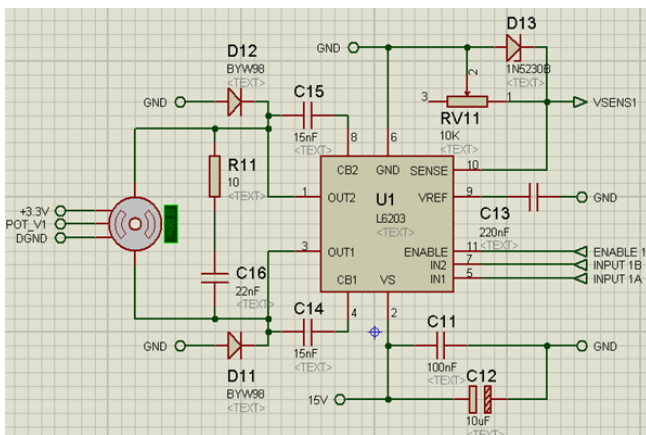 D13
GND
1N5230B
<TEXT>
D12
BYW98
<TEXT>
GND
C15
15nF
<TEXT>
2
3
1
RV11
10K
<TEXT>
VSENS1
8
6
10
CB2
GND
SENSE
R11
10
<TEXT>
1
OUT2
U1
L6203
<TEXT>
VREF
9
GND
C13
220nF
<TEXT>
+3.3V
POT_V1
DGND
3
OUT1
ENABLE
11
ENABLE 1
IN2
7
INPUT 1B
IN1
5
INPUT 1A
CB1
VS
C16
22nF
<TEXT>
C14
15nF
<TEXT>
4
2
C11
100nF
<TEXT>
GND
GND
D11
BYW98
<TEXT>
C12
10uF
<TEXT>
15V